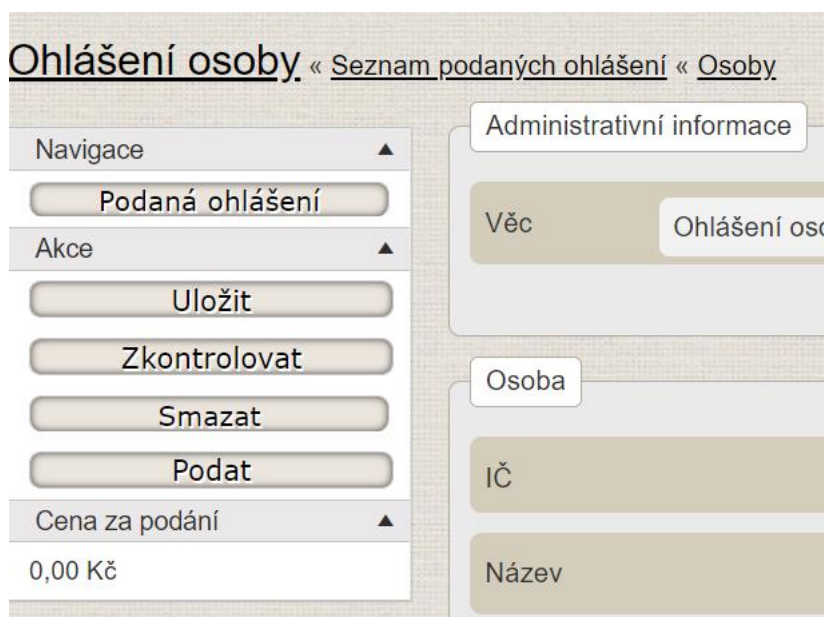 Ohlášení osoby « Seznam podaných ohlášení « Osoby
Navigace
Podaná ohlášení
Akce
Uložit
Zkontrolovat
Smazat
Podat
Cena za podání
0,00 Kč
Administrativní informace
Věc
Ohlášení
Osoba
IČ
Název